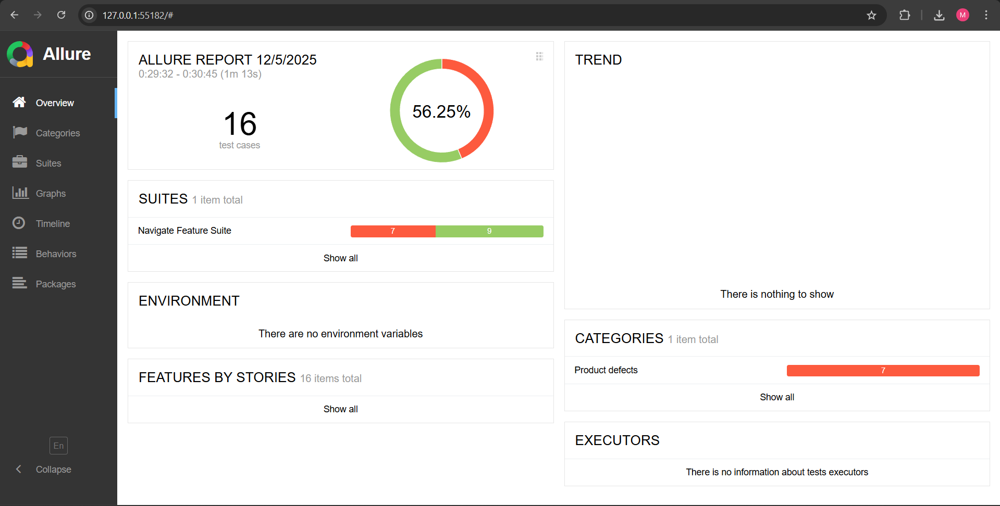 127.0.0.1:55182/#
M
Allure
Overview
Categories
Suites
Graphs
Timeline
Behaviors
Packages
En
Collapse
ALLURE REPORT 12/5/2025
0:29:32 - 0:30:45 (1m 13s)
16
test cases
56.25%
SUITES 1 item total
Navigate Feature Suite 7 9
Show all
ENVIRONMENT
There are no environment variables
FEATURES BY STORIES 16 items total
Show all
TREND
There is nothing to show
CATEGORIES 1 item total
Product defects 7
Show all
EXECUTORS
There is no information about tests executors